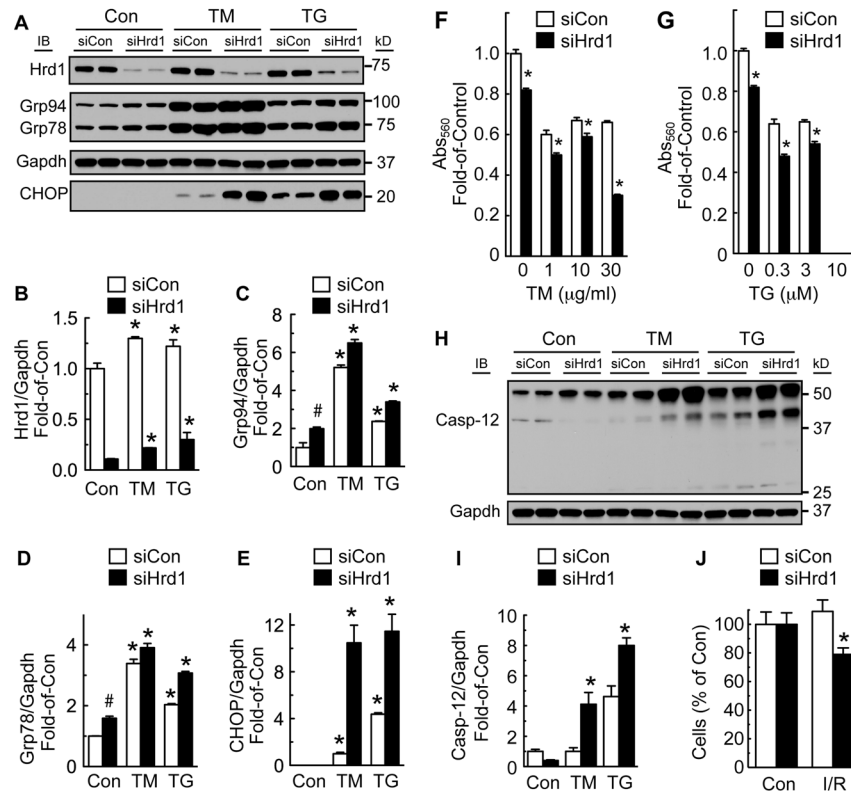 A
Con
TM
TG
IB
siCon
siHrd1
siCon
siHrd1
siCon
siHrd1
kD
Hrd1
75
Grp94
100
Grp78
75
Gapdh
37
CHOP
20
B
siCon
siHrd1
Hrd1/Gapdh
Fold-of-Con
1.5
1.0
0.5
0.0
*
*
*
*
Con
TM
TG
C
siCon
siHrd1
Grp94/Gapdh
Fold-of-Con
8
6
4
2
0
#
*
*
*
*
Con
TM
TG
D
siCon
siHrd1
Grp78/Gapdh
Fold-of-Con
4
2
0
#
*
*
*
*
Con
TM
TG
E
siCon
siHrd1
CHOP/Gapdh
Fold-of-Con
12
9
6
3
0
*
*
*
*
Con
TM
TG
F
siCon
siHrd1
Abs560
Fold-of-Control
1.0
0.8
0.6
0.4
0.2
0
*
*
*
*
0
1
10
30
TM (μg/ml)
G
siCon
siHrd1
Abs560
Fold-of-Control
1.0
0.8
0.6
0.4
0.2
0
*
*
*
0
0.3
3
10
TG (μM)
H
Con
TM
TG
IB
siCon
siHrd1
siCon
siHrd1
siCon
siHrd1
kD
50
Casp-12
37
25
Gapdh
37
I
siCon
siHrd1
Casp-12/Gapdh
Fold-of-Con
10
8
6
4
2
0
*
*
Con
TM
TG
J
siCon
siHrd1
Cells (% of Con)
100
80
60
40
20
0
*
Con
I/R